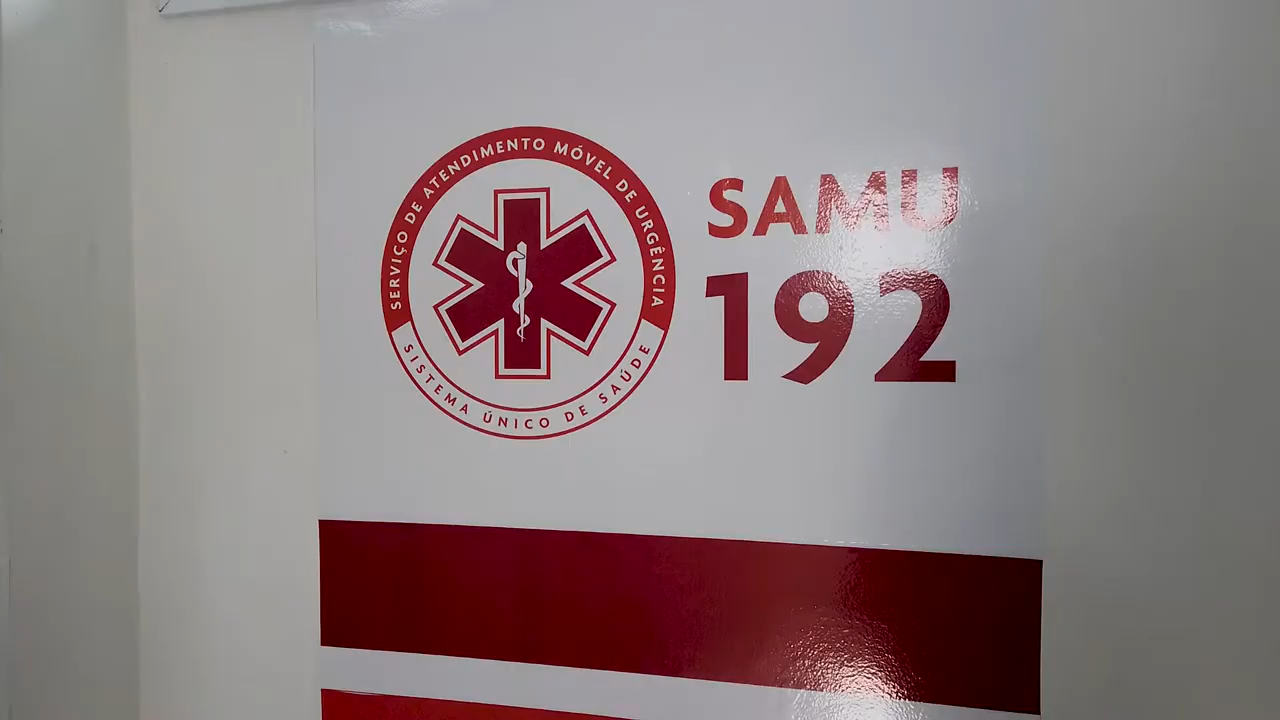 SERVIÇO DE ATENDIMENTO MÓVEL DE URGÊNCIA
SISTEMA ÚNICO DE SAÚDE
SAMU
192